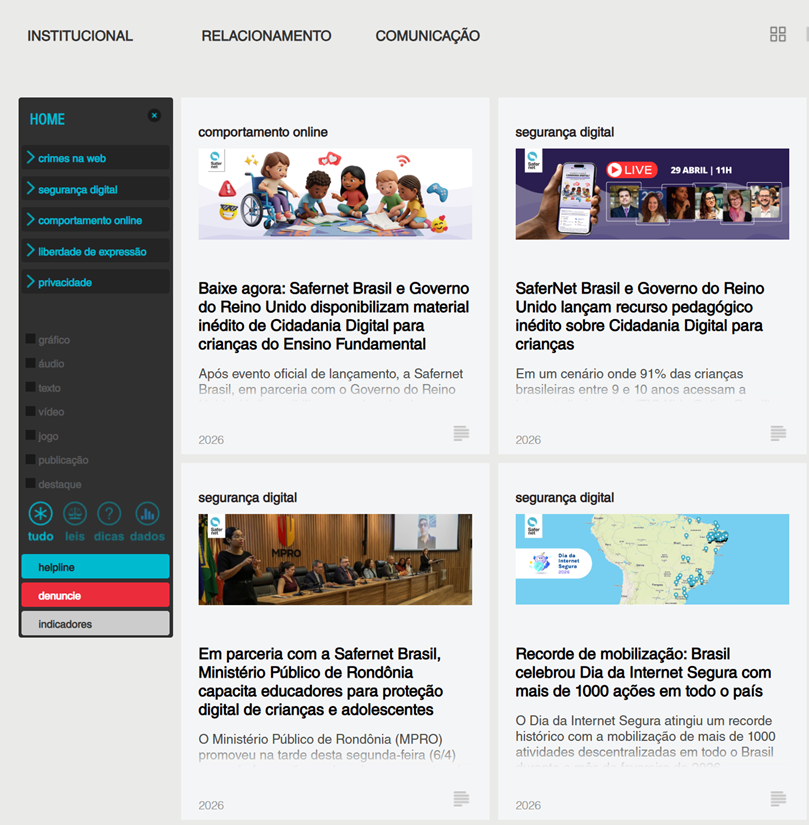 INSTITUCIONAL
RELACIONAMENTO
COMUNICAÇÃO
HOME
crimes na web
segurança digital
comportamento online
liberdade de expressão
privacidade
gráfico
áudio
texto
vídeo
jogo
publicação
destaque
tudo
leis
dicas
dados
helpline
denuncie
indicadores
comportamento online
Safer
net
Baixe agora: Safernet Brasil e Governo
do Reino Unido disponibilizam material
inédito de Cidadania Digital para
crianças do Ensino Fundamental
Após evento oficial de lançamento, a Safernet
Brasil, em parceria com o Governo do Reino
2026
segurança digital
Safer
net
LIVE
29 ABRIL | 11H
SaferNet Brasil e Governo do Reino
Unido lançam recurso pedagógico
inédito sobre Cidadania Digital para
crianças
Em um cenário onde 91% das crianças
brasileiras entre 9 e 10 anos acessam a
2026
segurança digital
Safer
net
MPRO
Em parceria com a Safernet Brasil,
Ministério Público de Rondônia
capacita educadores para proteção
digital de crianças e adolescentes
O Ministério Público de Rondônia (MPRO)
promoveu na tarde desta segunda-feira (6/4)
2026
segurança digital
Safer
net
Dia da
Internet
Segura
2026
Recorde de mobilização: Brasil
celebrou Dia da Internet Segura com
mais de 1000 ações em todo o país
O Dia da Internet Segura atingiu um recorde
histórico com a mobilização de mais de 1000
atividades descentralizadas em todo o Brasil
2026